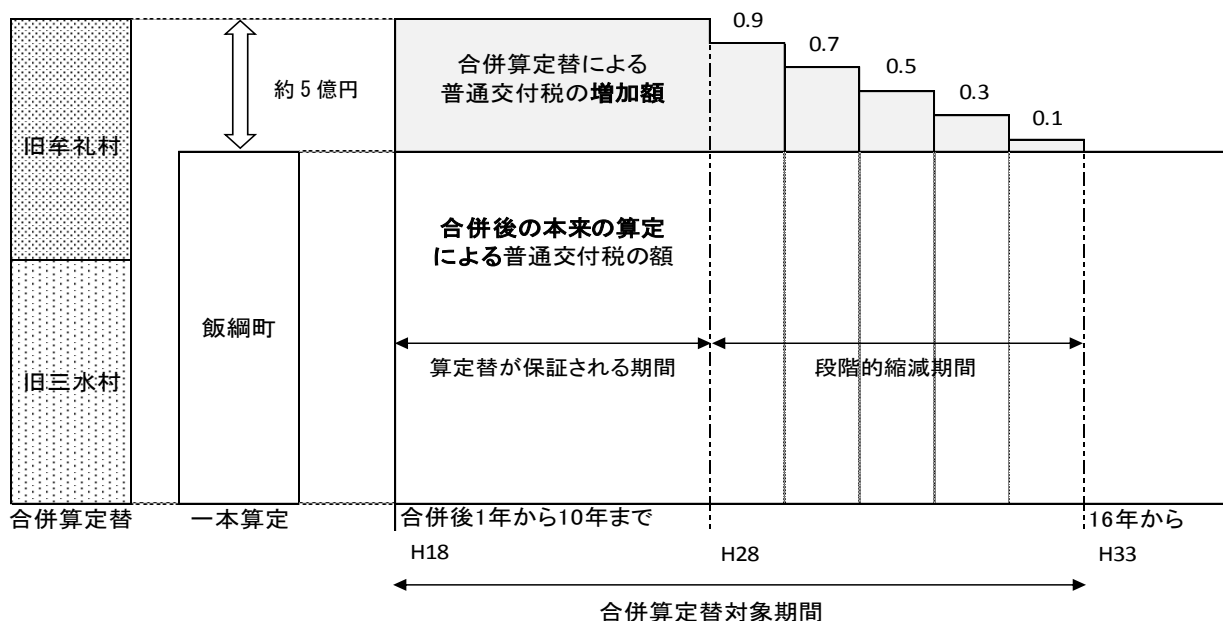 0.9
0.7
0.5
0.3
0.1
約5億円
合併算定替による
普通交付税の増加額
旧牟礼村
合併後の本来の算定
による普通交付税の額
飯綱町
旧三水村
算定替が保証される期間
段階的縮減期間
合併算定替
一本算定
合併後1年から10年まで
16年から
H18
H28
H33
合併算定替対象期間